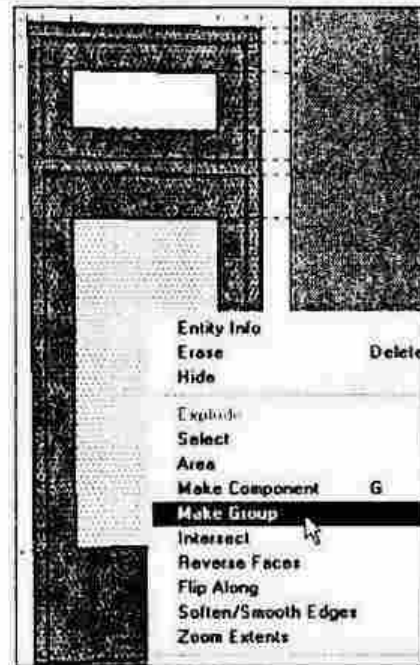 Entity Info
Erase Delete
Hide
Explode
Select
Area
Make Component G
Make Group
Intersect
Reverse Faces
Flip Along
Soften/Smooth Edges
Zoom Extents